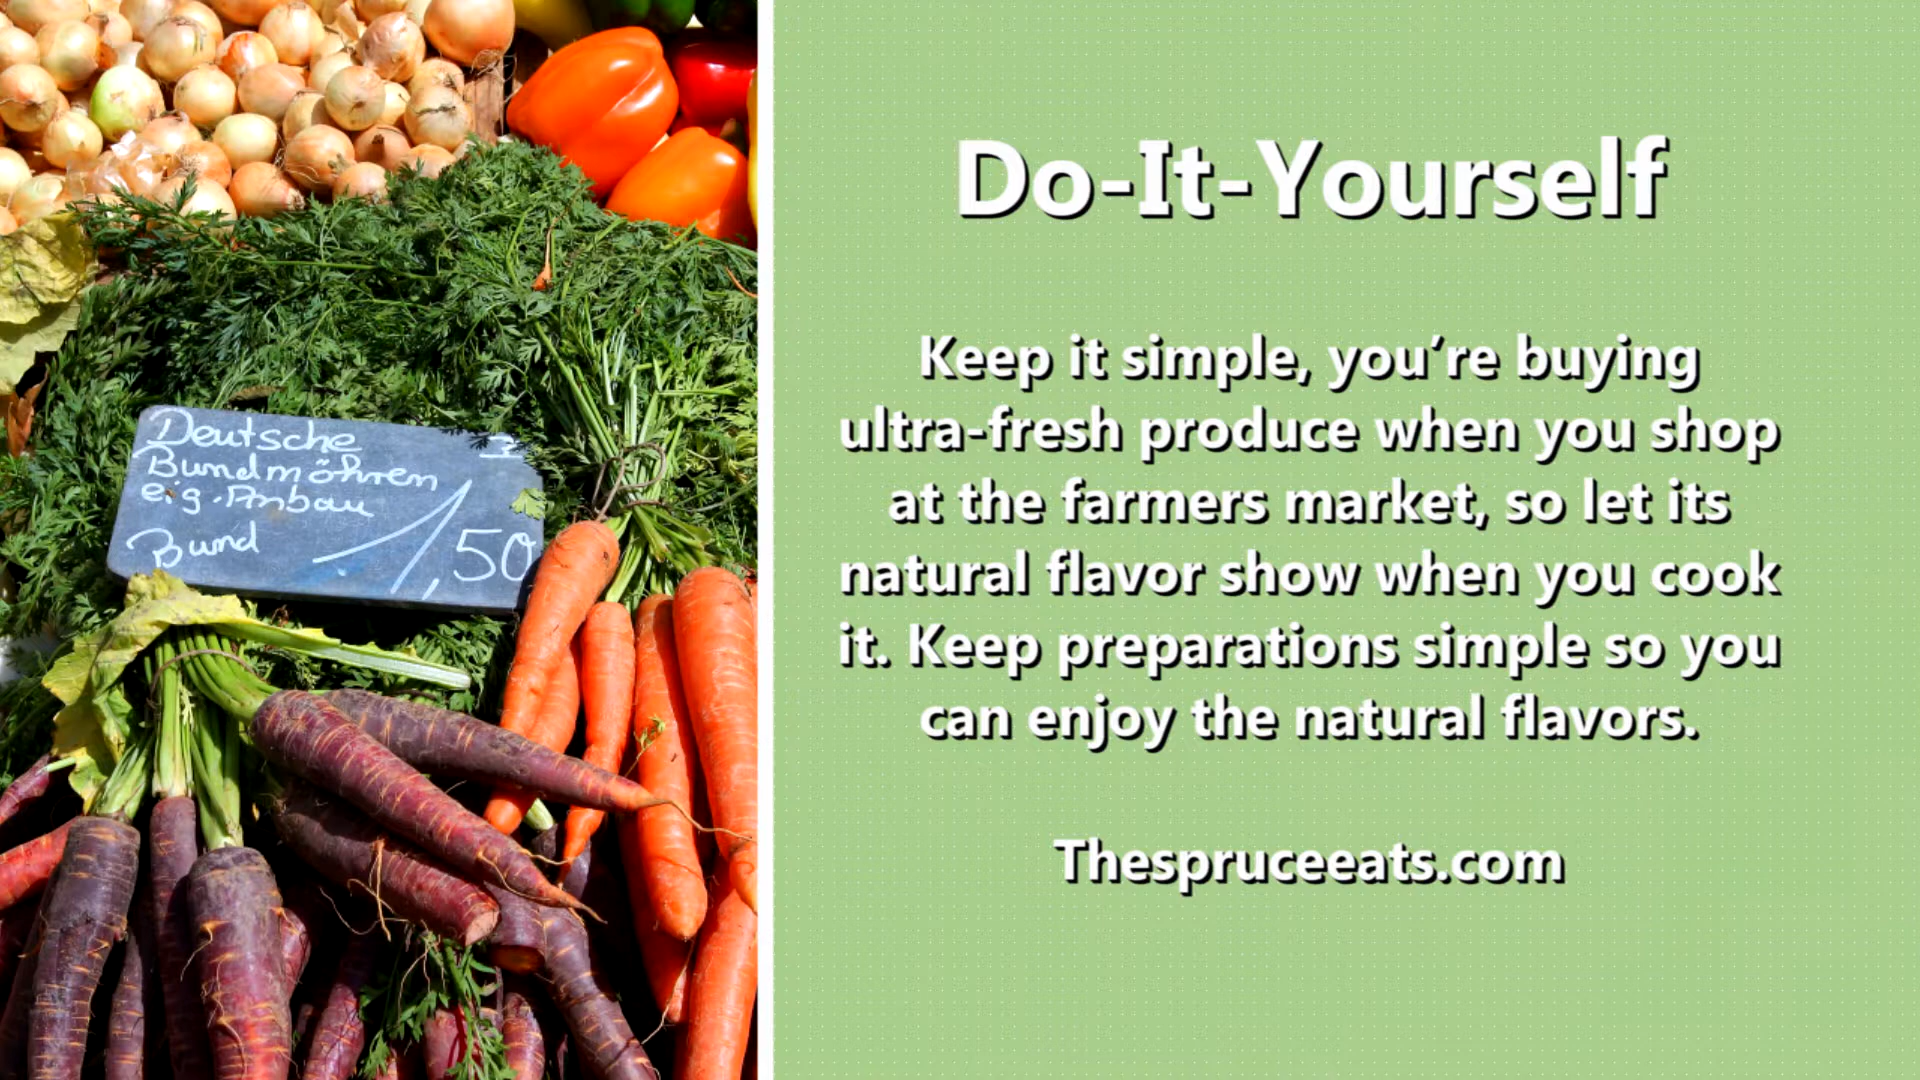 Deutsche
Bundmöhren
eig. Anbau
Bund 1,50
Do-It-Yourself
Keep it simple, you’re buying
ultra-fresh produce when you shop
at the farmers market, so let its
natural flavor show when you cook
it. Keep preparations simple so you
can enjoy the natural flavors.
Thespruceeats.com